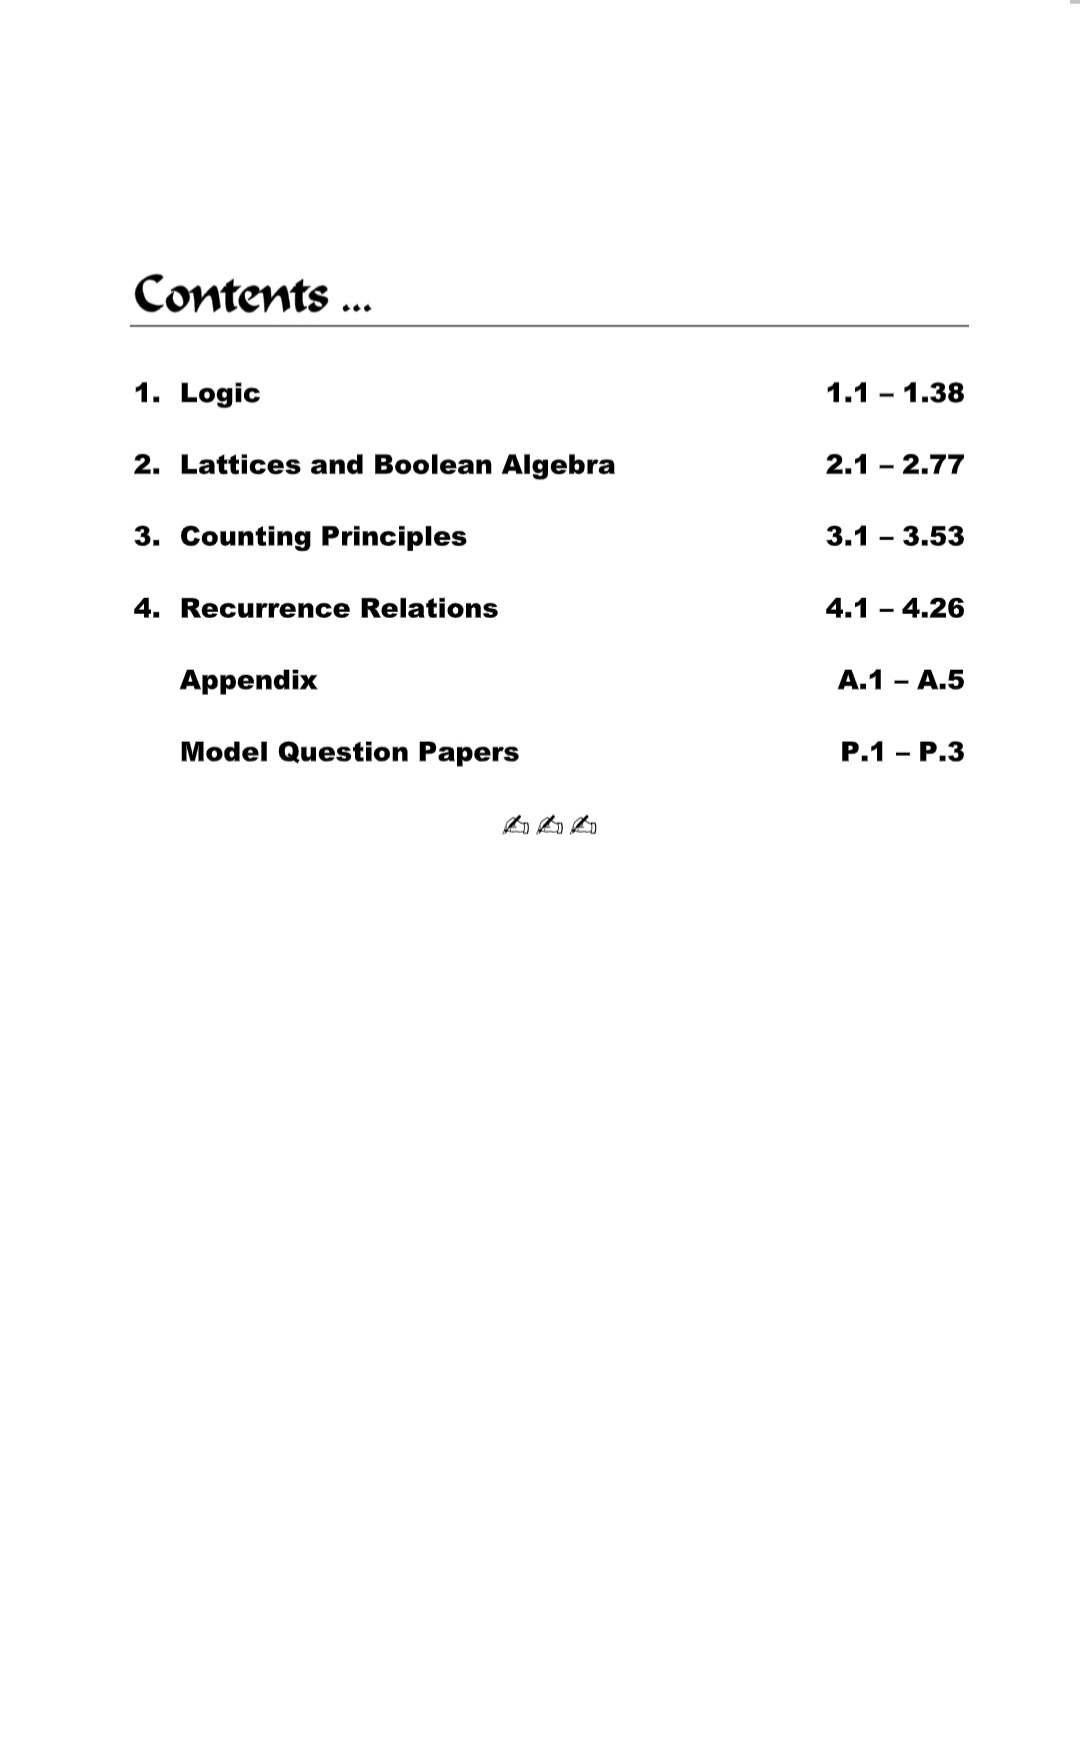 Contents ...
1. Logic 1.1 – 1.38
2. Lattices and Boolean Algebra 2.1 – 2.77
3. Counting Principles 3.1 – 3.53
4. Recurrence Relations 4.1 – 4.26
Appendix A.1 – A.5
Model Question Papers P.1 – P.3
✍✍✍